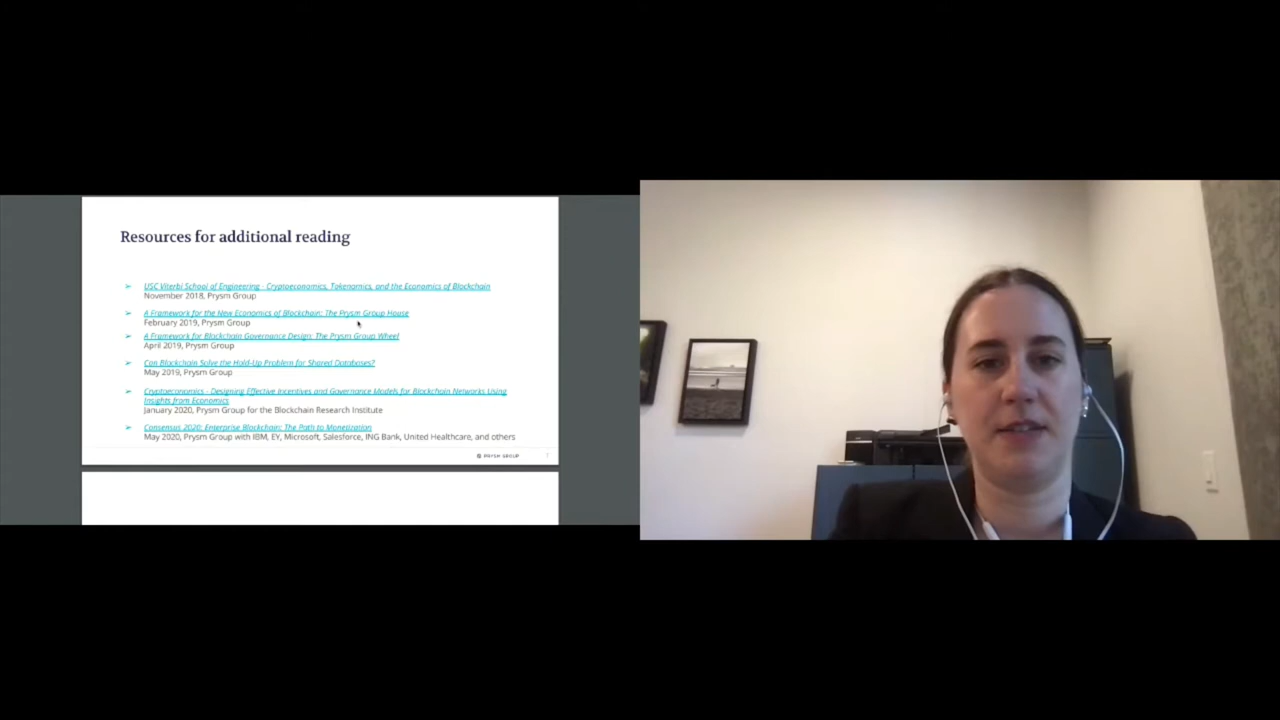 Resources for additional reading
➢ USC Viterbi School of Engineering - Cryptoeconomics, Tokenomics, and the Economics of Blockchain
November 2018, Prysm Group
➢ A Framework for the New Economics of Blockchain: The Prysm Group House
February 2019, Prysm Group
➢ A Framework for Blockchain Governance Design: The Prysm Group Wheel
April 2019, Prysm Group
➢ Can Blockchain Solve the Hold-Up Problem for Shared Databases?
May 2019, Prysm Group
➢ Cryptoeconomics - Designing Effective Incentives and Governance Models for Blockchain Networks Using
Insights from Economics
January 2020, Prysm Group for the Blockchain Research Institute
➢ Consensus 2020: Enterprise Blockchain: The Path to Monetization
May 2020, Prysm Group with IBM, EY, Microsoft, Salesforce, ING Bank, United Healthcare, and others
PRYSM GROUP
7